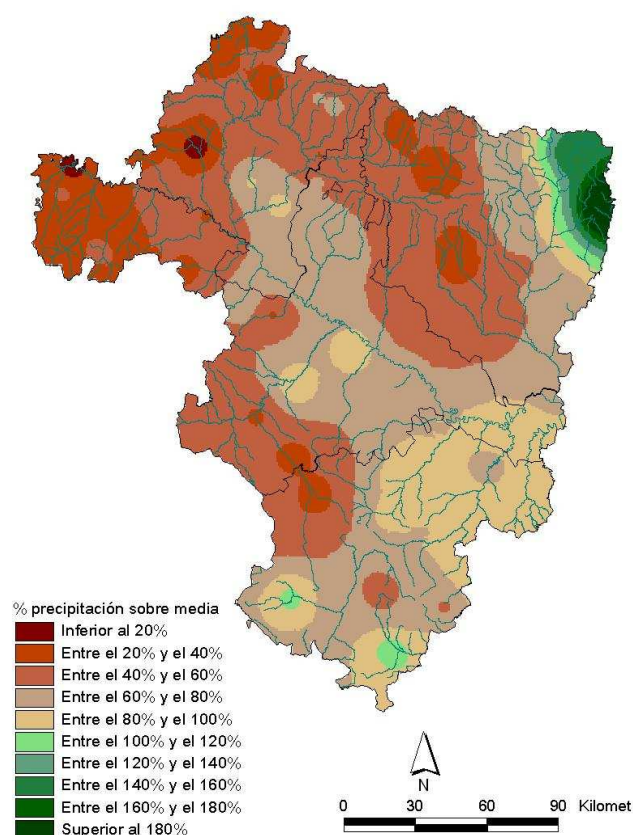 % precipitación sobre media
Inferior al 20%
Entre el 20% y el 40%
Entre el 40% y el 60%
Entre el 60% y el 80%
Entre el 80% y el 100%
Entre el 100% y el 120%
Entre el 120% y el 140%
Entre el 140% y el 160%
Entre el 160% y el 180%
Superior al 180%
N
0 30 60 90 Kilomet